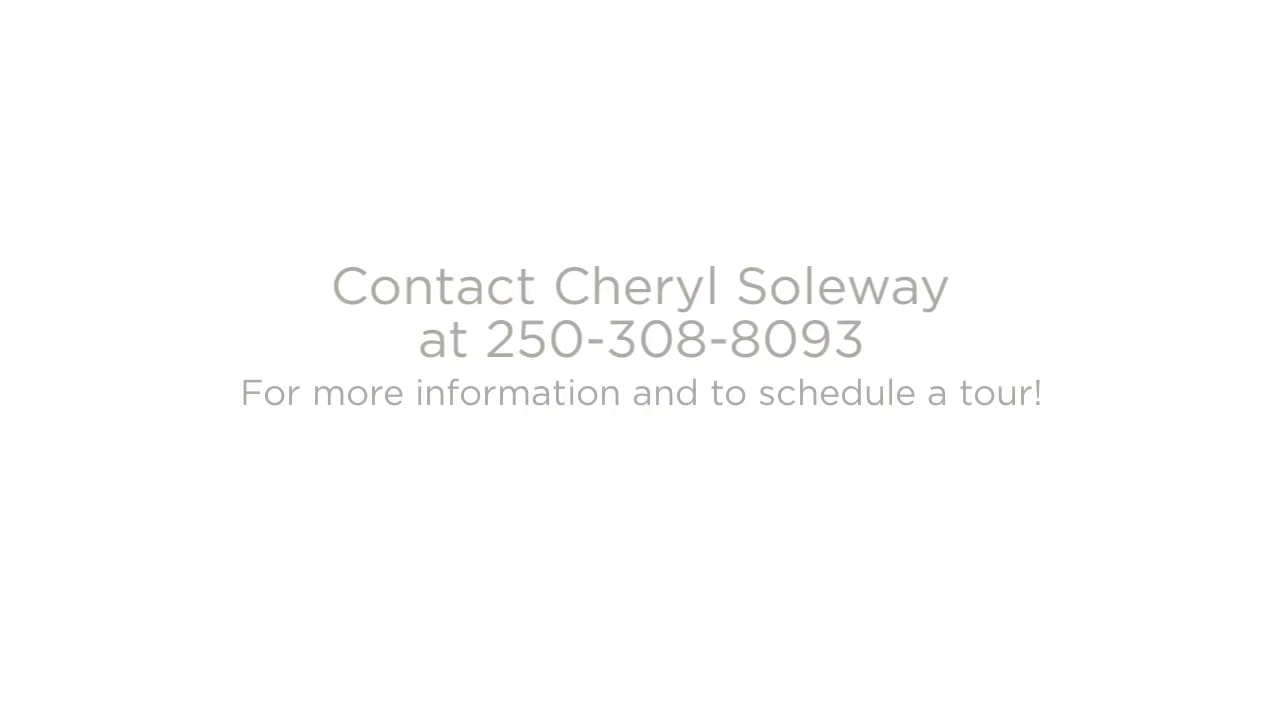 Contact Cheryl Soleway
at 250-308-8093
For more information and to schedule a tour!